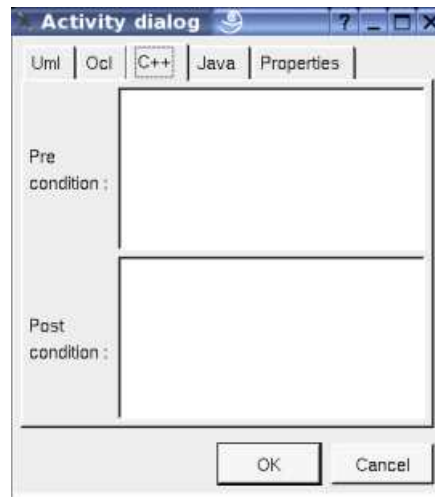 Activity dialog
Uml Ocl C++ Java Properties
Pre
condition :
Post
condition :
OK Cancel